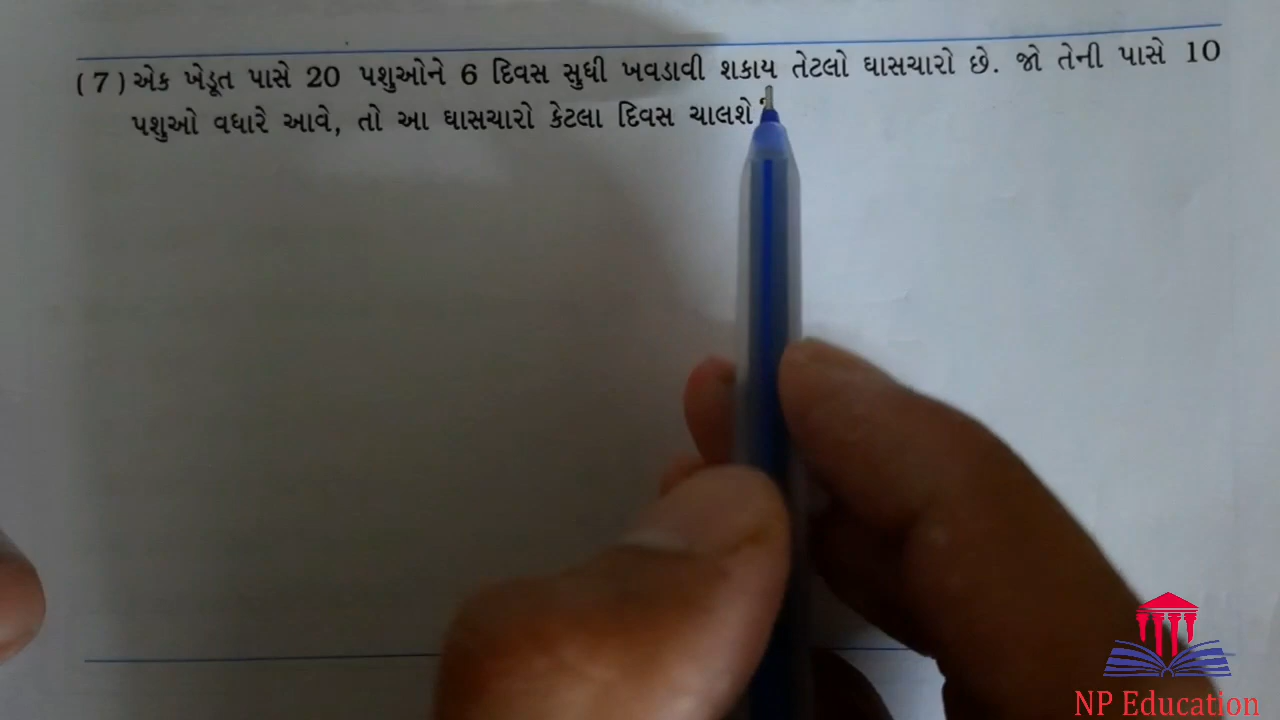 (7) એક ખેડૂત પાસે 20 પશુઓને 6 દિવસ સુધી ખવડાવી શકાય તેટલો ઘાસચારો છે. જો તેની પાસે 10
પશુઓ વધારે આવે, તો આ ઘાસચારો કેટલા દિવસ ચાલશે ?
NP Education